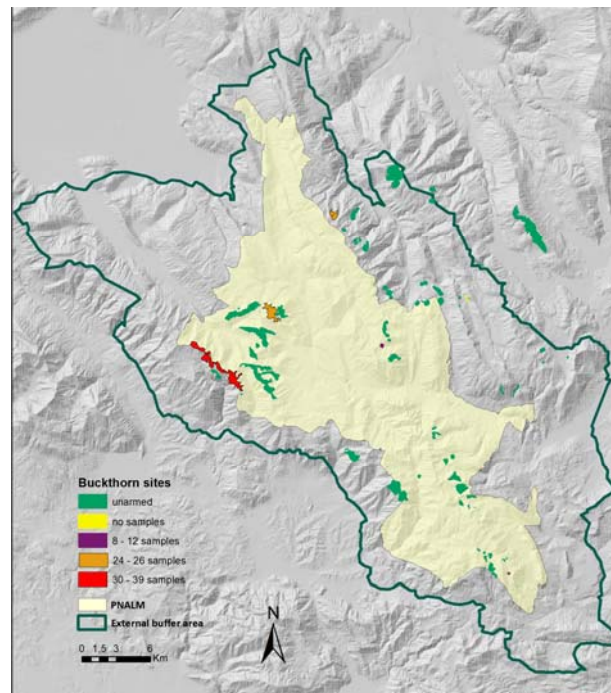 Buckthorn sites
unarmed
no samples
8 - 12 samples
24 - 26 samples
30 - 39 samples
PNALM
External buffer area
N
0 1.5 3 6
Km